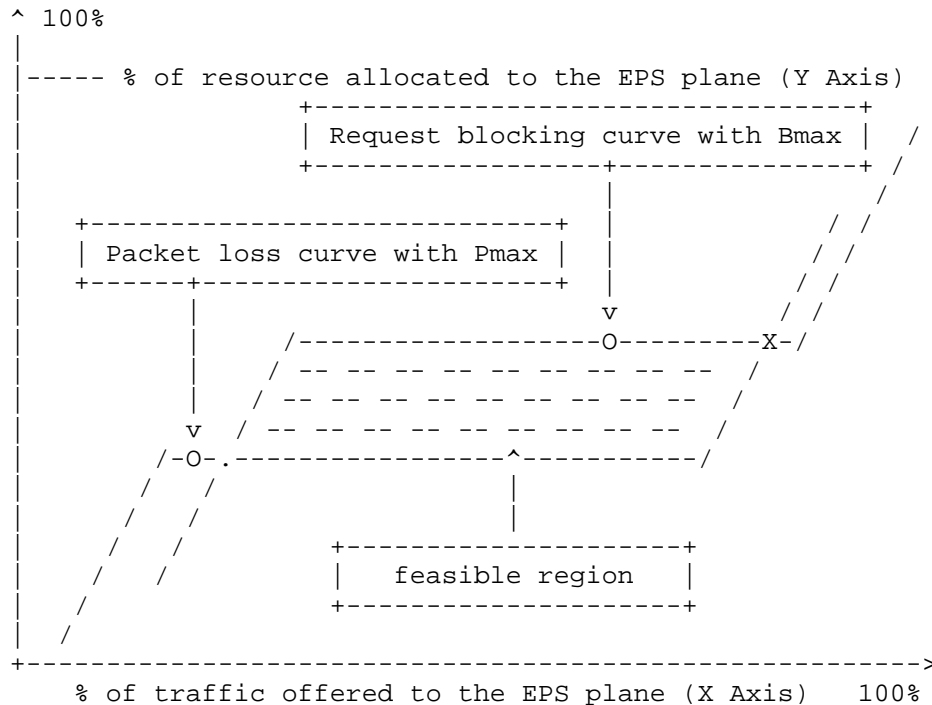 100%
% of resource allocated to the EPS plane (Y Axis)
Request blocking curve with Bmax
Packet loss curve with Pmax
feasible region
% of traffic offered to the EPS plane (X Axis) 100%